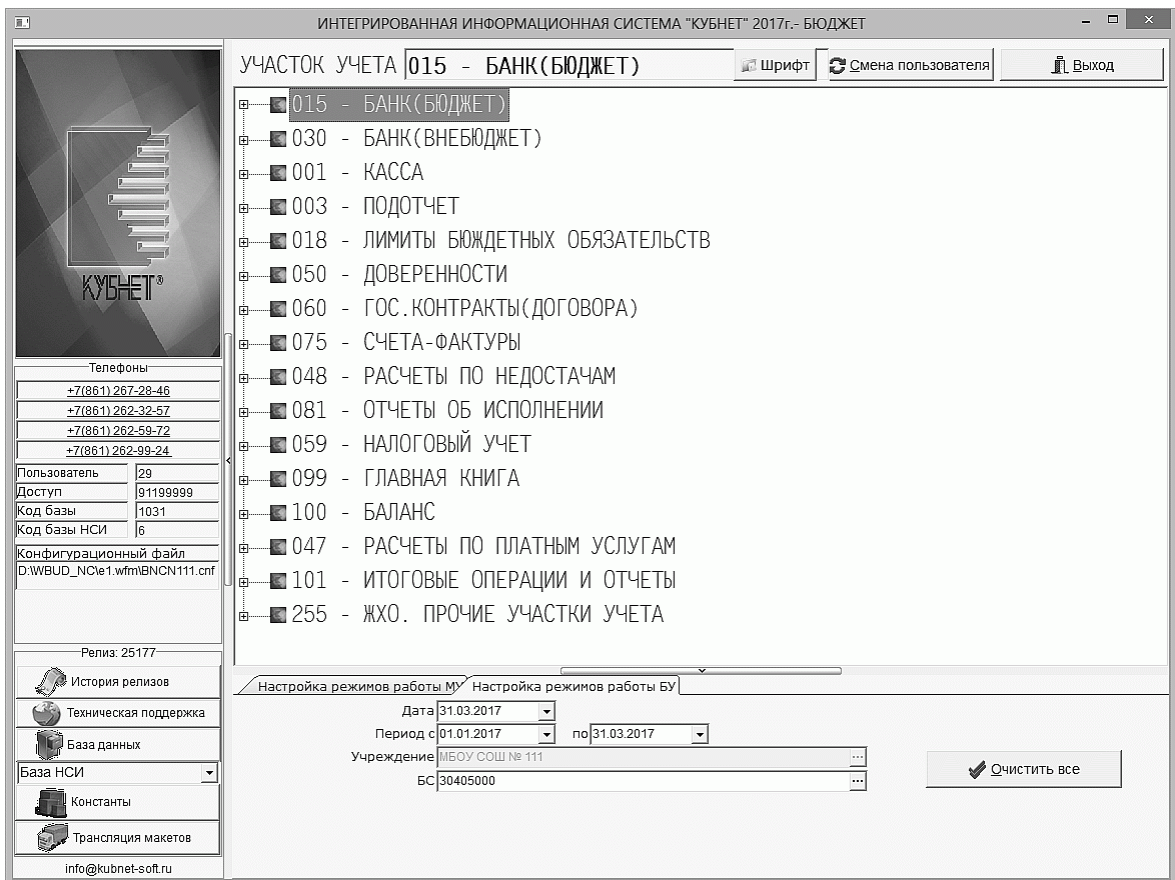 ИНТЕГРИРОВАННАЯ ИНФОРМАЦИОННАЯ СИСТЕМА "КУБНЕТ" 2017г.- БЮДЖЕТ
УЧАСТОК УЧЕТА 015 - БАНК(БЮДЖЕТ) Шрифт Смена пользователя Выход
КУБНЕТ®
Телефоны
+7(861) 267-28-46
+7(861) 262-32-57
+7(861) 262-59-72
+7(861) 262-99-24
Пользователь 29
Доступ 91199999
Код базы 1031
Код базы НСИ 6
Конфигурационный файл
D:\WBUD_NC\e1.wfm\BNCN111.cnf
Релиз: 25177
История релизов
Техническая поддержка
База данных
База НСИ
Константы
Трансляция макетов
info@kubnet-soft.ru
015 - БАНК(БЮДЖЕТ)
030 - БАНК(ВНЕБЮДЖЕТ)
001 - КАССА
003 - ПОДОТЧЕТ
018 - ЛИМИТЫ БЮЖДЕТНЫХ ОБЯЗАТЕЛЬСТВ
050 - ДОВЕРЕННОСТИ
060 - ГОС.КОНТРАКТЫ(ДОГОВОРА)
075 - СЧЕТА-ФАКТУРЫ
048 - РАСЧЕТЫ ПО НЕДОСТАЧАМ
081 - ОТЧЕТЫ ОБ ИСПОЛНЕНИИ
059 - НАЛОГОВЫЙ УЧЕТ
099 - ГЛАВНАЯ КНИГА
100 - БАЛАНС
047 - РАСЧЕТЫ ПО ПЛАТНЫМ УСЛУГАМ
101 - ИТОГОВЫЕ ОПЕРАЦИИ И ОТЧЕТЫ
255 - ЖХО. ПРОЧИЕ УЧАСТКИ УЧЕТА
Настройка режимов работы МУ Настройка режимов работы БУ
Дата 31.03.2017
Период с 01.01.2017 по 31.03.2017
Учреждение МБОУ СОШ № 111 ...
БС 30405000 ...
Очистить все